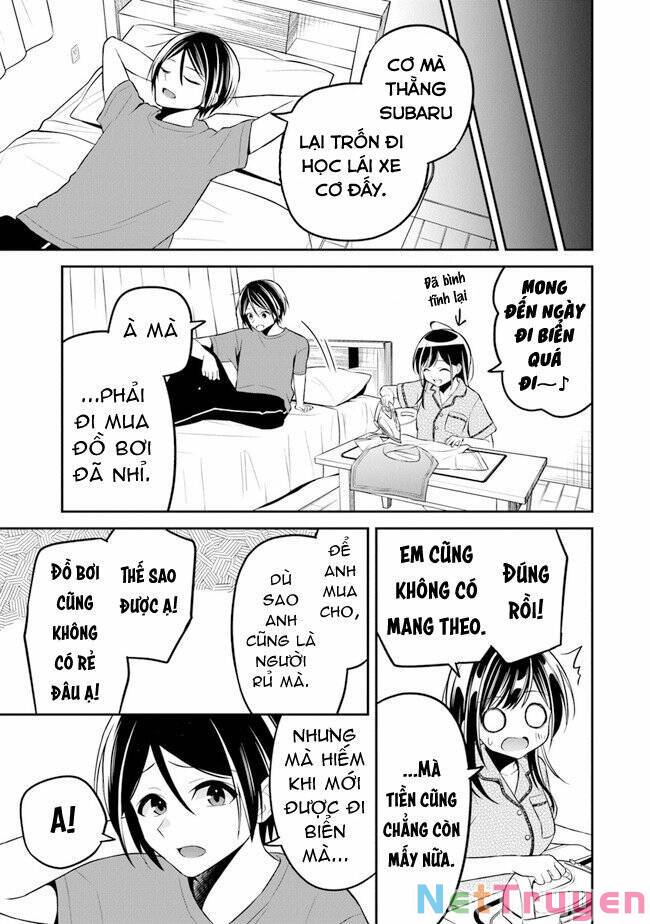 CƠ MÀ
THẰNG
SUBARU
LẠI TRỐN ĐI
HỌC LÁI XE
CƠ ĐẤY.
MONG
ĐẾN NGÀY
ĐI BIỂN
QUÁ
ĐI~♪
Đã bình
tĩnh lại
À MÀ
...PHẢI
ĐI MUA
ĐỒ BƠI
ĐÃ NHỈ.
ĐÚNG
RỒI!
EM CŨNG
KHÔNG CÓ
MANG THEO.
...MÀ
TIỀN CŨNG
CHẲNG CÒN
MẤY NỮA.
ĐỂ
ANH MUA
CHO,
DÙ
SAO ANH
CŨNG LÀ
NGƯỜI
RỦ MÀ.
THẾ SAO
ĐƯỢC Ạ!
ĐỒ BƠI
CŨNG
KHÔNG
CÓ RẺ
ĐÂU Ạ!
NHƯNG
MÀ HIẾM
KHI MỚI
ĐƯỢC ĐI
BIỂN
MÀ...
A!
NetTruyen